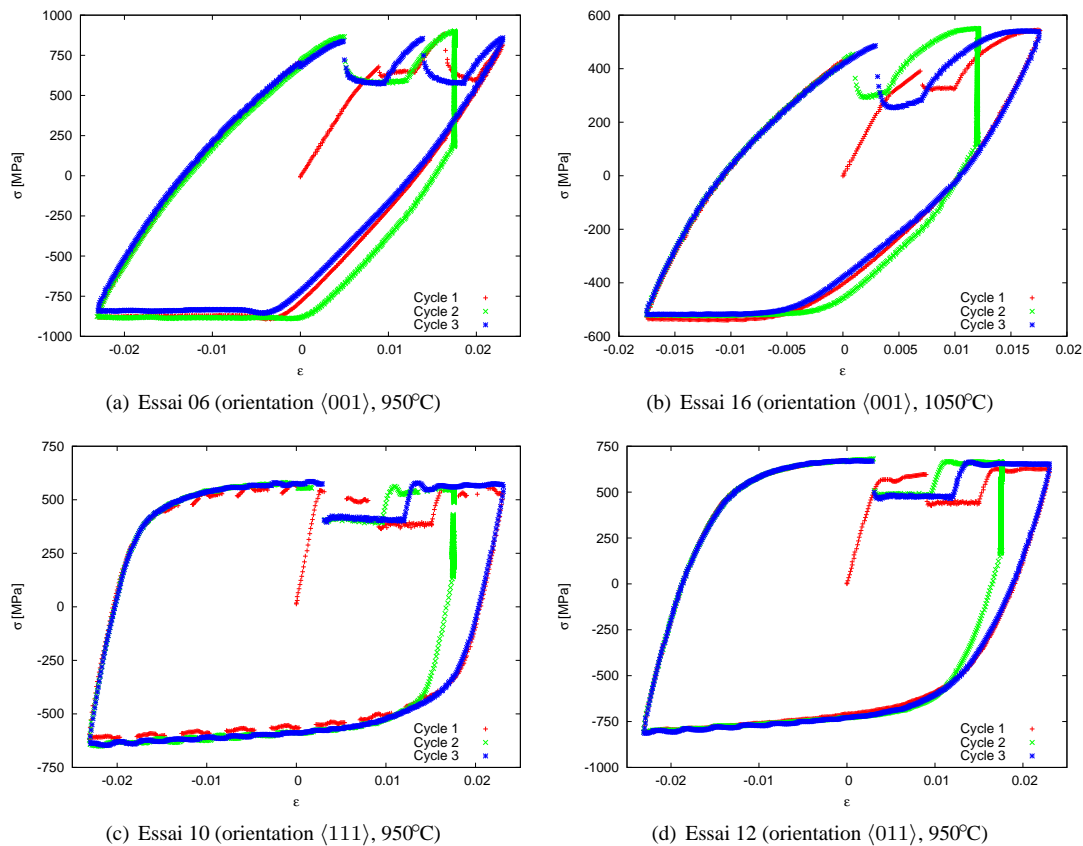 1000
750
500
250
0
-250
-500
-750
-1000
-0.02
-0.01
0
0.01
0.02
σ [MPa]
ε
Cycle 1
Cycle 2
Cycle 3
(a) Essai 06 (orientation ⟨001⟩, 950°C)
600
400
200
0
-200
-400
-600
-0.02
-0.015
-0.01
-0.005
0
0.005
0.01
0.015
0.02
σ [MPa]
ε
Cycle 1
Cycle 2
Cycle 3
(b) Essai 16 (orientation ⟨001⟩, 1050°C)
750
500
250
0
-250
-500
-750
-0.02
-0.01
0
0.01
0.02
σ [MPa]
ε
Cycle 1
Cycle 2
Cycle 3
(c) Essai 10 (orientation ⟨111⟩, 950°C)
750
500
250
0
-250
-500
-750
-1000
-0.02
-0.01
0
0.01
0.02
σ [MPa]
ε
Cycle 1
Cycle 2
Cycle 3
(d) Essai 12 (orientation ⟨011⟩, 950°C)